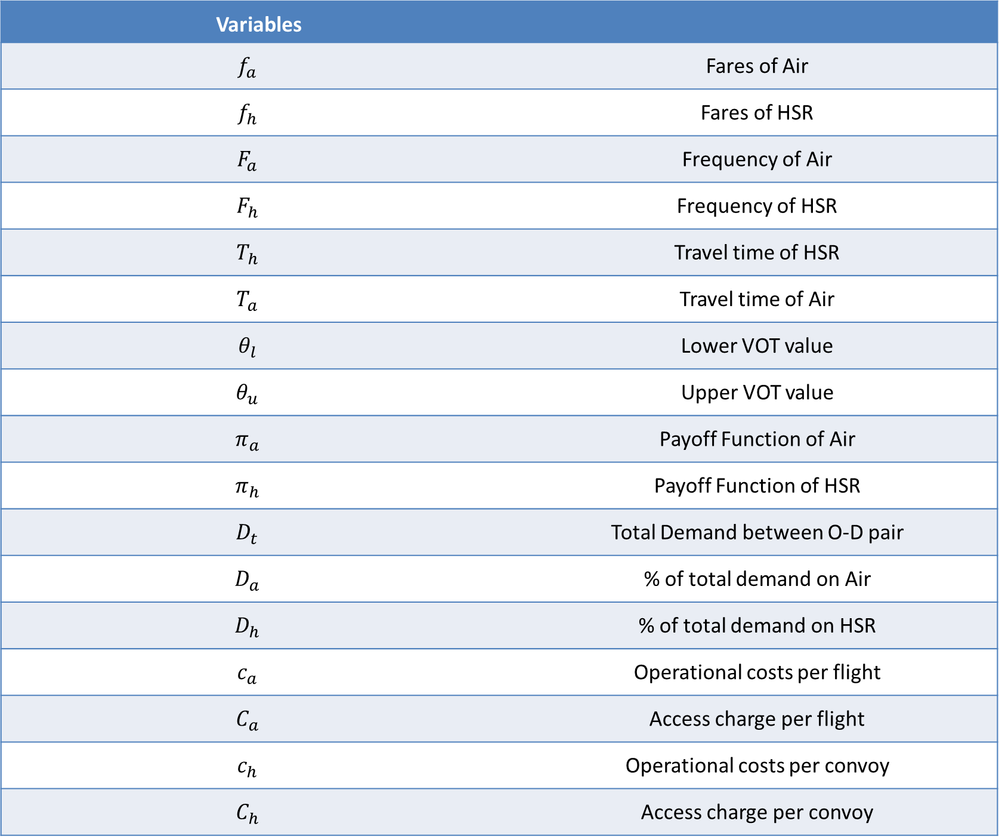 Variables
f_a Fares of Air
f_h Fares of HSR
F_a Frequency of Air
F_h Frequency of HSR
T_h Travel time of HSR
T_a Travel time of Air
θ_l Lower VOT value
θ_u Upper VOT value
π_a Payoff Function of Air
π_h Payoff Function of HSR
D_t Total Demand between O-D pair
D_a % of total demand on Air
D_h % of total demand on HSR
c_a Operational costs per flight
C_a Access charge per flight
c_h Operational costs per convoy
C_h Access charge per convoy